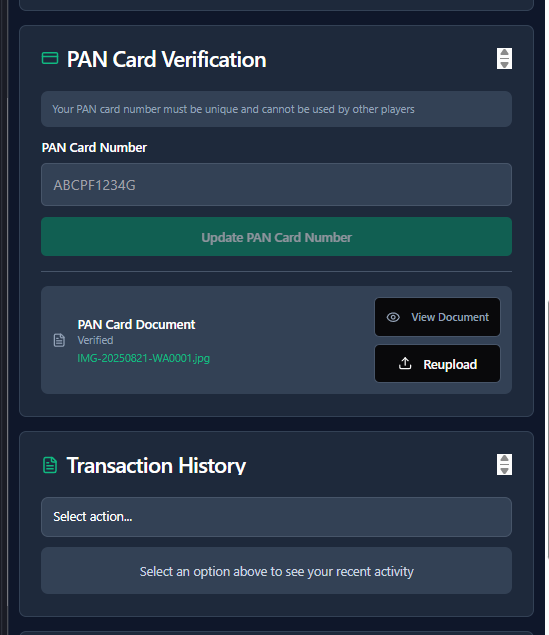 PAN Card Verification
Your PAN card number must be unique and cannot be used by other players
PAN Card Number
ABCPF1234G
Update PAN Card Number
PAN Card Document
Verified
IMG-20250821-WA0001.jpg
View Document
Reupload
Transaction History
Select action...
Select an option above to see your recent activity